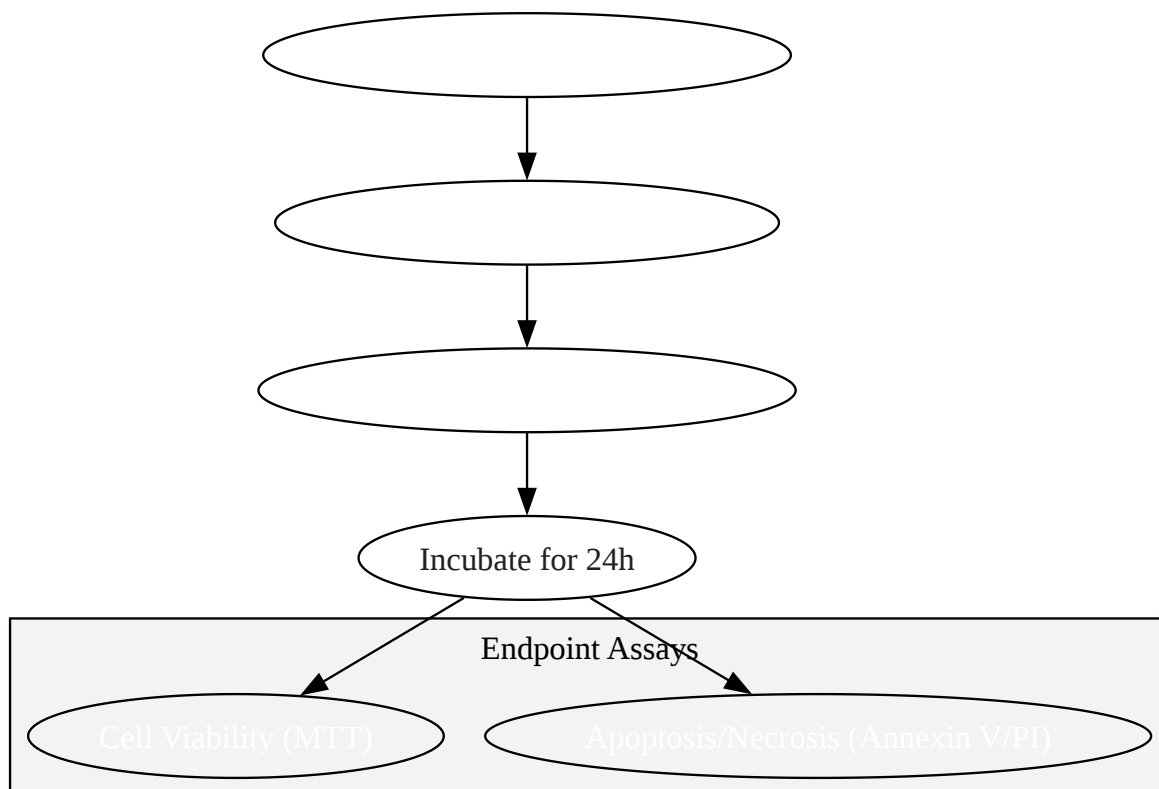 Incubate for 24h
Endpoint Assays
Cell Viability (MTT)
Apoptosis/Necrosis (Annexin V/PI)